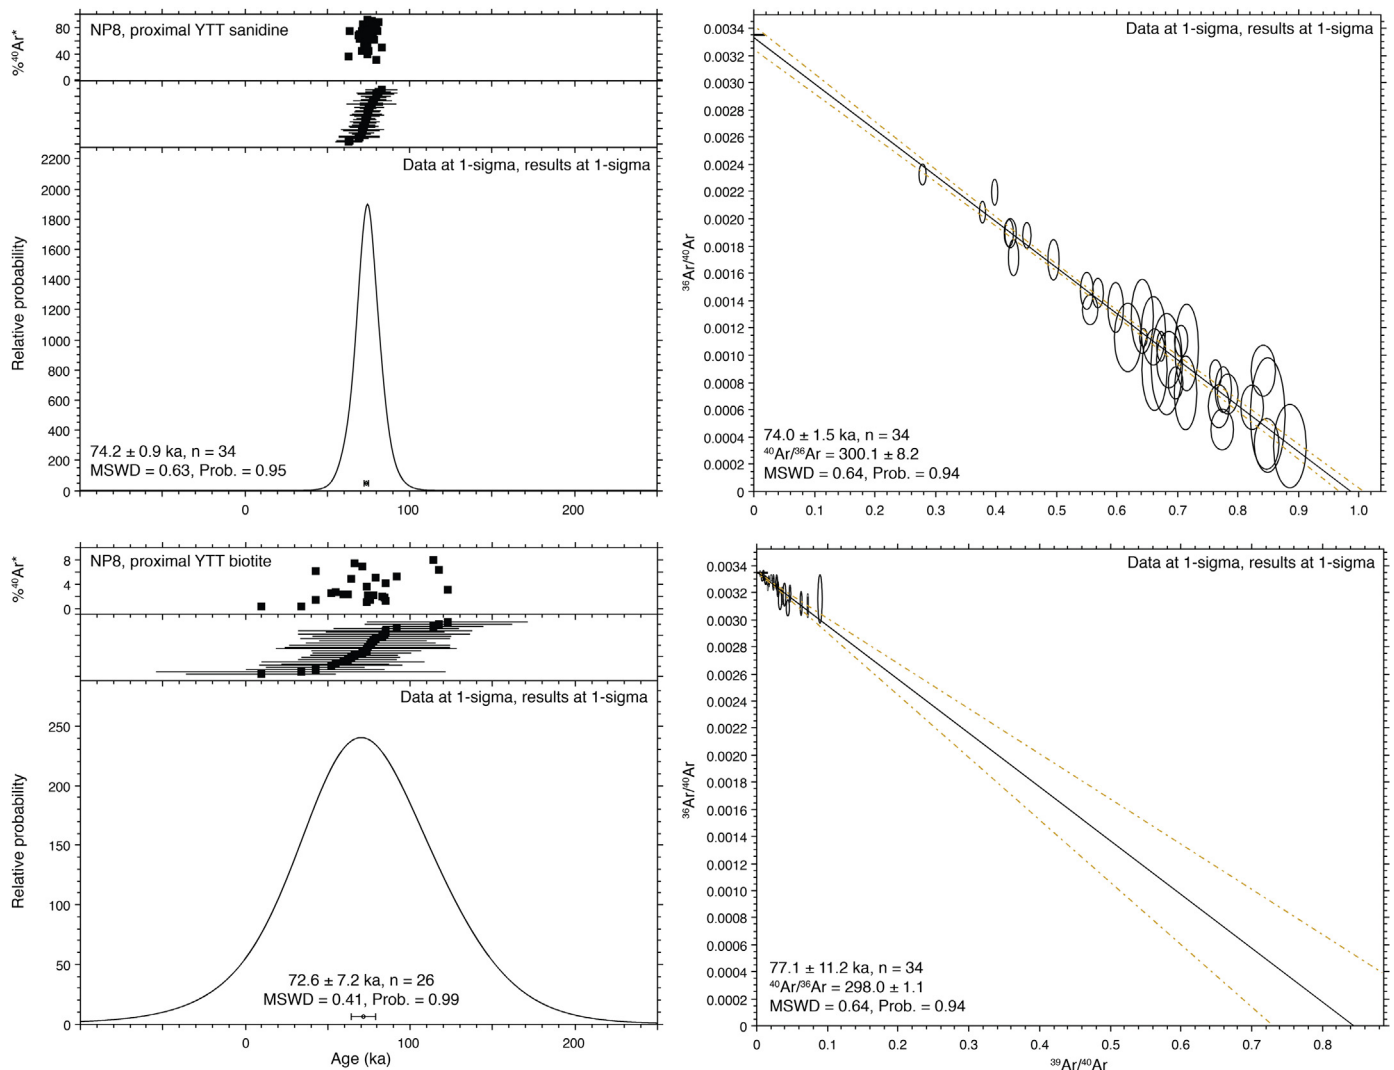 %⁴⁰Ar*
80
40
0
NP8, proximal YTT sanidine
Data at 1-sigma, results at 1-sigma
Relative probability
2200
2000
1800
1600
1400
1200
1000
800
600
400
200
0
74.2 ± 0.9 ka, n = 34
MSWD = 0.63, Prob. = 0.95
0 100 200
Data at 1-sigma, results at 1-sigma
³⁶Ar/⁴⁰Ar
0.0034
0.0032
0.0030
0.0028
0.0026
0.0024
0.0022
0.0020
0.0018
0.0016
0.0014
0.0012
0.0010
0.0008
0.0006
0.0004
0.0002
0
74.0 ± 1.5 ka, n = 34
⁴⁰Ar/³⁶Ar = 300.1 ± 8.2
MSWD = 0.64, Prob. = 0.94
0 0.1 0.2 0.3 0.4 0.5 0.6 0.7 0.8 0.9 1.0
%⁴⁰Ar*
8
4
0
NP8, proximal YTT biotite
Data at 1-sigma, results at 1-sigma
Relative probability
250
200
150
100
50
0
72.6 ± 7.2 ka, n = 26
MSWD = 0.41, Prob. = 0.99
0 100 200
Age (ka)
Data at 1-sigma, results at 1-sigma
³⁶Ar/⁴⁰Ar
0.0034
0.0032
0.0030
0.0028
0.0026
0.0024
0.0022
0.0020
0.0018
0.0016
0.0014
0.0012
0.0010
0.0008
0.0006
0.0004
0.0002
0
77.1 ± 11.2 ka, n = 34
⁴⁰Ar/³⁶Ar = 298.0 ± 1.1
MSWD = 0.64, Prob. = 0.94
0 0.1 0.2 0.3 0.4 0.5 0.6 0.7 0.8
³⁹Ar/⁴⁰Ar